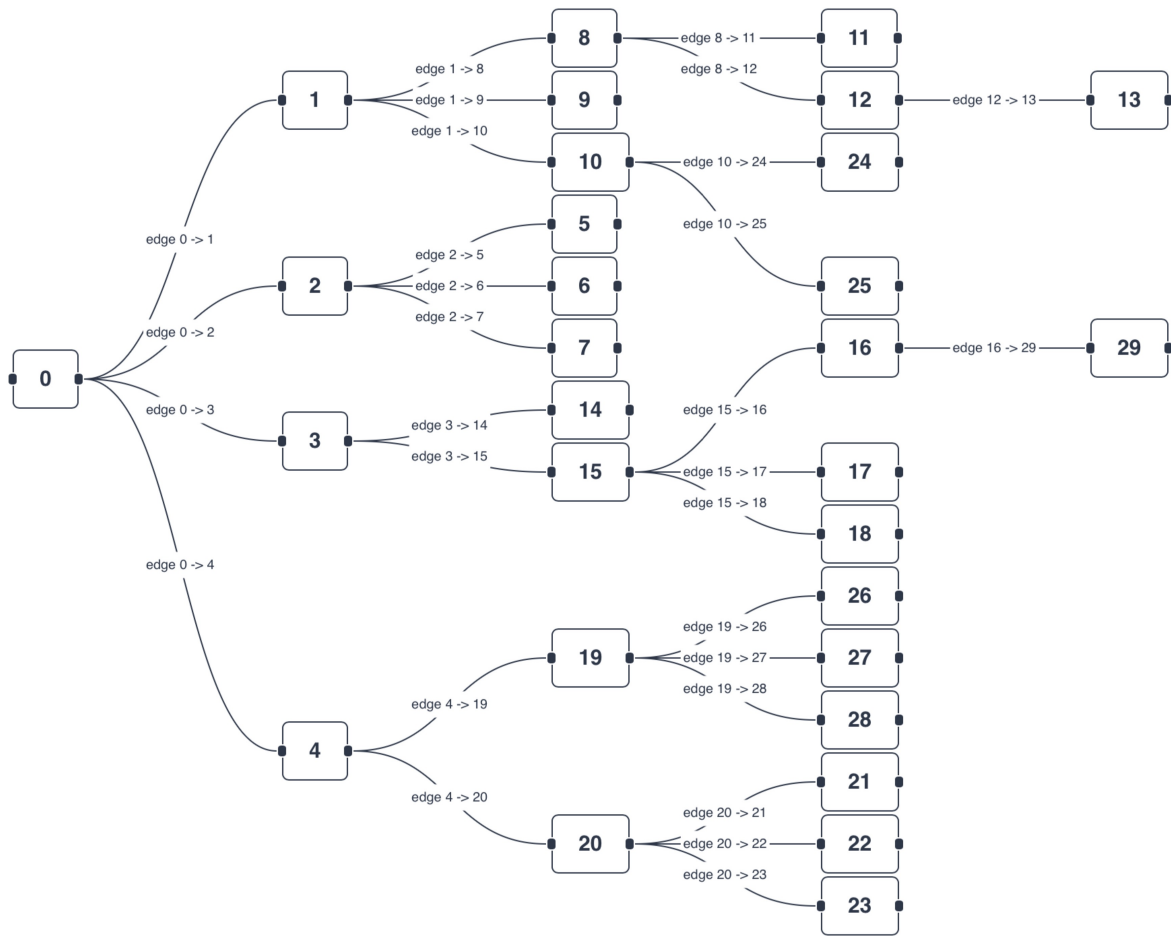 8
edge 8 -> 11
11
edge 1 -> 8
edge 8 -> 12
1
edge 1 -> 9
9
12
edge 12 -> 13
13
edge 1 -> 10
10
edge 10 -> 24
24
5
edge 10 -> 25
edge 0 -> 1
edge 2 -> 5
2
edge 2 -> 6
6
25
edge 2 -> 7
edge 0 -> 2
7
16
edge 16 -> 29
29
0
edge 0 -> 3
14
edge 15 -> 16
edge 3 -> 14
3
edge 3 -> 15
15
edge 15 -> 17
17
edge 15 -> 18
18
edge 0 -> 4
26
edge 19 -> 26
19
edge 19 -> 27
27
edge 19 -> 28
edge 4 -> 19
28
4
21
edge 4 -> 20
edge 20 -> 21
20
edge 20 -> 22
22
edge 20 -> 23
23